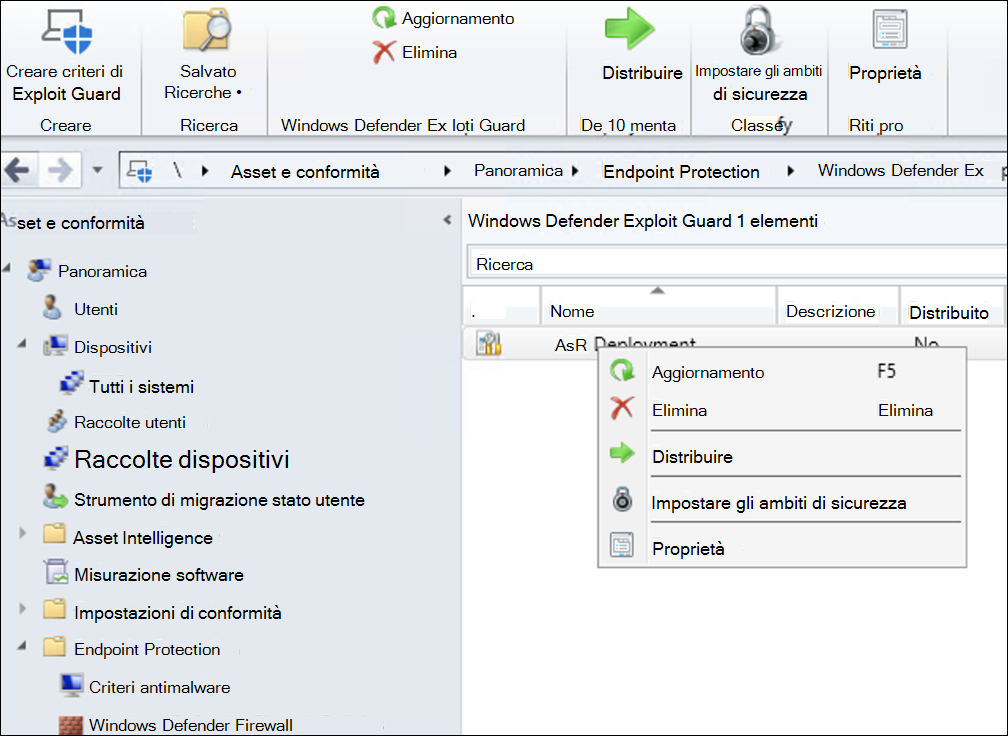 Aggiornamento
Elimina
Creare criteri di
Exploit Guard
Salvato
Ricerche •
Distribuire
Impostare gli ambiti
di sicurezza
Proprietà
Creare
Ricerca
Windows Defender Ex Ioți Guard
De 10 menta
Classefy
Riti pro
\ Asset e conformità Panoramica Endpoint Protection Windows Defender Ex
Asset e conformità
Windows Defender Exploit Guard 1 elementi
Ricerca
. Nome Descrizione Distribuito
AsR Deployment No
Panoramica
Utenti
Dispositivi
Tutti i sistemi
Raccolte utenti
Raccolte dispositivi
Strumento di migrazione stato utente
Asset Intelligence
Misurazione software
Impostazioni di conformità
Endpoint Protection
Criteri antimalware
Windows Defender Firewall
Aggiornamento F5
Elimina Elimina
Distribuire
Impostare gli ambiti di sicurezza
Proprietà